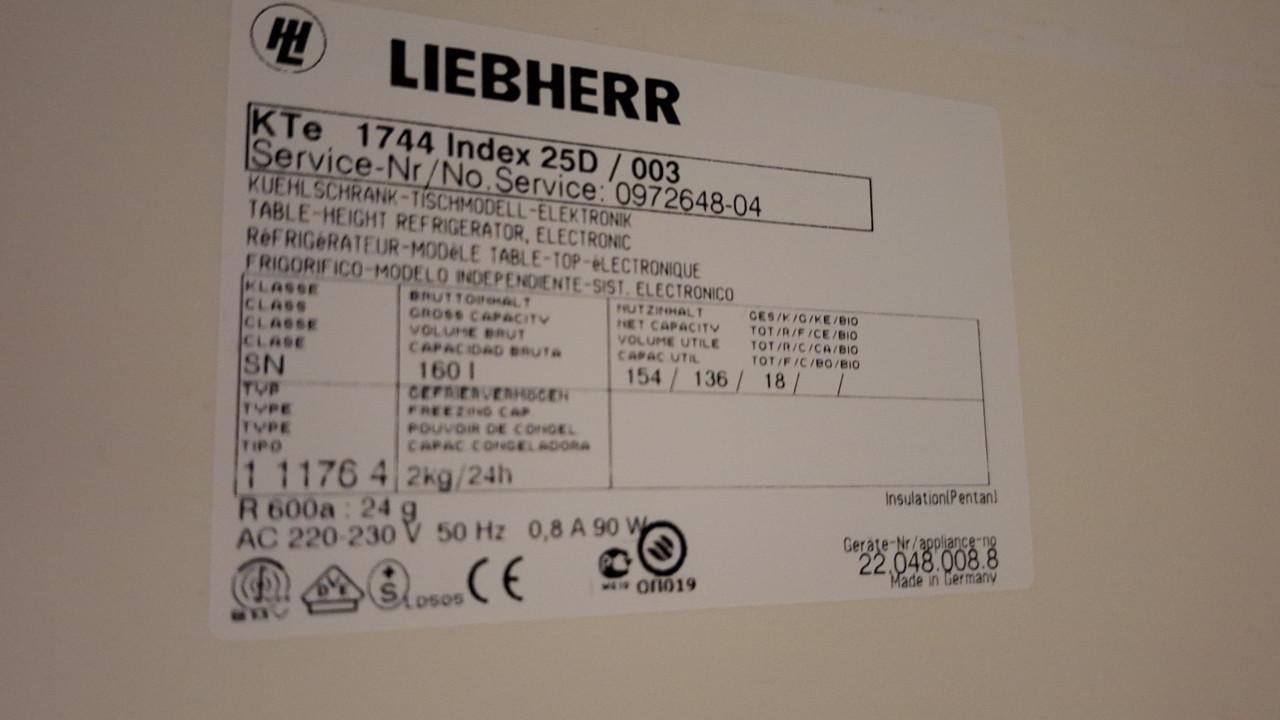 LIEBHERR
KTe 1744 Index 25D / 003
Service-Nr/No.Service: 0972648-04
KUEHLSCHRANK-TISCHMODELL-ELEKTRONIK
TABLE-HEIGHT REFRIGERATOR, ELECTRONIC
RéFRIGéRATEUR-MODèLE TABLE-TOP-éLECTRONIQUE
FRIGORIFICO-MODELO INDEPENDIENTE-SIST. ELECTRONICO
KLASSE BRUTTOINHALT NUTZINHALT GES/K/G/KE/BIO
CLASS GROSS CAPACITY NET CAPACITY TOT/R/F/CE/BIO
CLASSE VOLUME BRUT VOLUME UTILE TOT/R/C/CA/BIO
CLASE CAPACIDAD BRUTA CAPAC UTIL TOT/F/C/BG/BIO
SN 160 l 154 / 136 / 18 / /
TYP GEFRIERVERMOGEN
TYPE FREEZING CAP.
TYPE POUVOIR DE CONGEL
TIPO CAPAC CONGELADORA
1 1176 4 2kg/24h
R 600a : 24 g Insulation(Pentan)
AC 220-230 V 50 Hz 0,8 A 90 W
Geräte-Nr/appliance-no
22.048.008.8
Made in Germany
DVE S LD505 CE PC ОП019